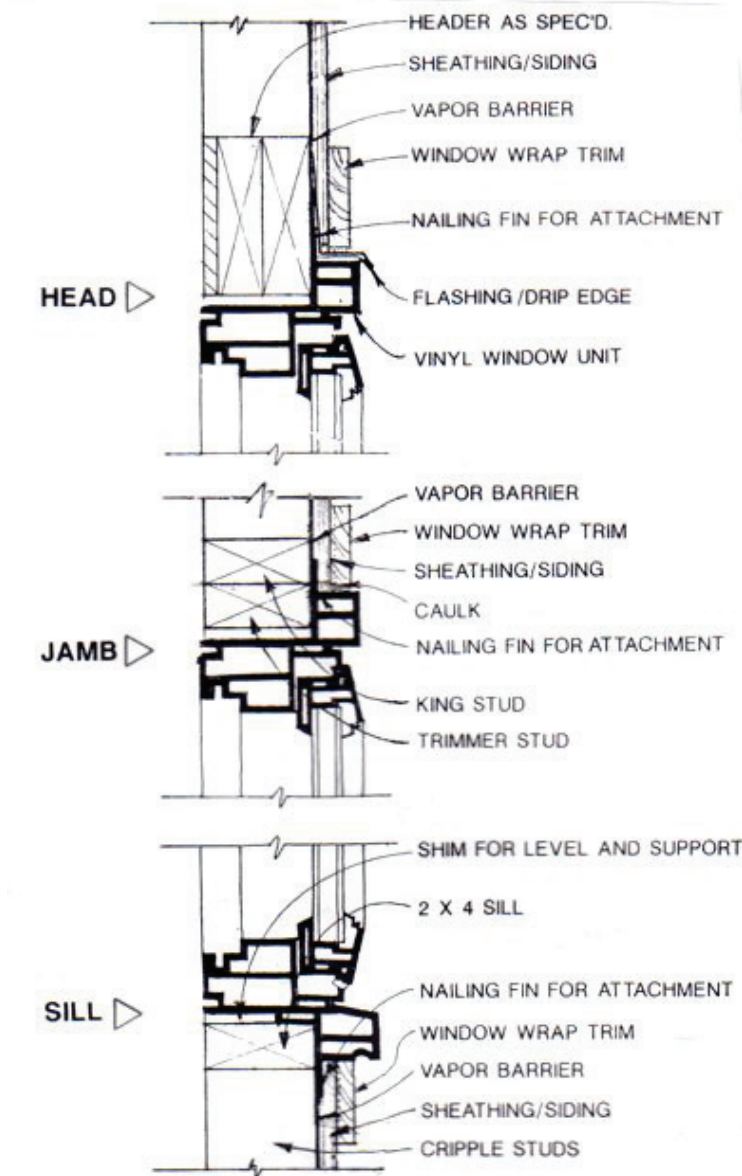 HEADER AS SPEC'D.
SHEATHING/SIDING
VAPOR BARRIER
WINDOW WRAP TRIM
NAILING FIN FOR ATTACHMENT
HEAD
FLASHING/DRIP EDGE
VINYL WINDOW UNIT
VAPOR BARRIER
WINDOW WRAP TRIM
SHEATHING/SIDING
CAULK
NAILING FIN FOR ATTACHMENT
JAMB
KING STUD
TRIMMER STUD
SHIM FOR LEVEL AND SUPPORT
2 X 4 SILL
NAILING FIN FOR ATTACHMENT
SILL
WINDOW WRAP TRIM
VAPOR BARRIER
SHEATHING/SIDING
CRIPPLE STUDS